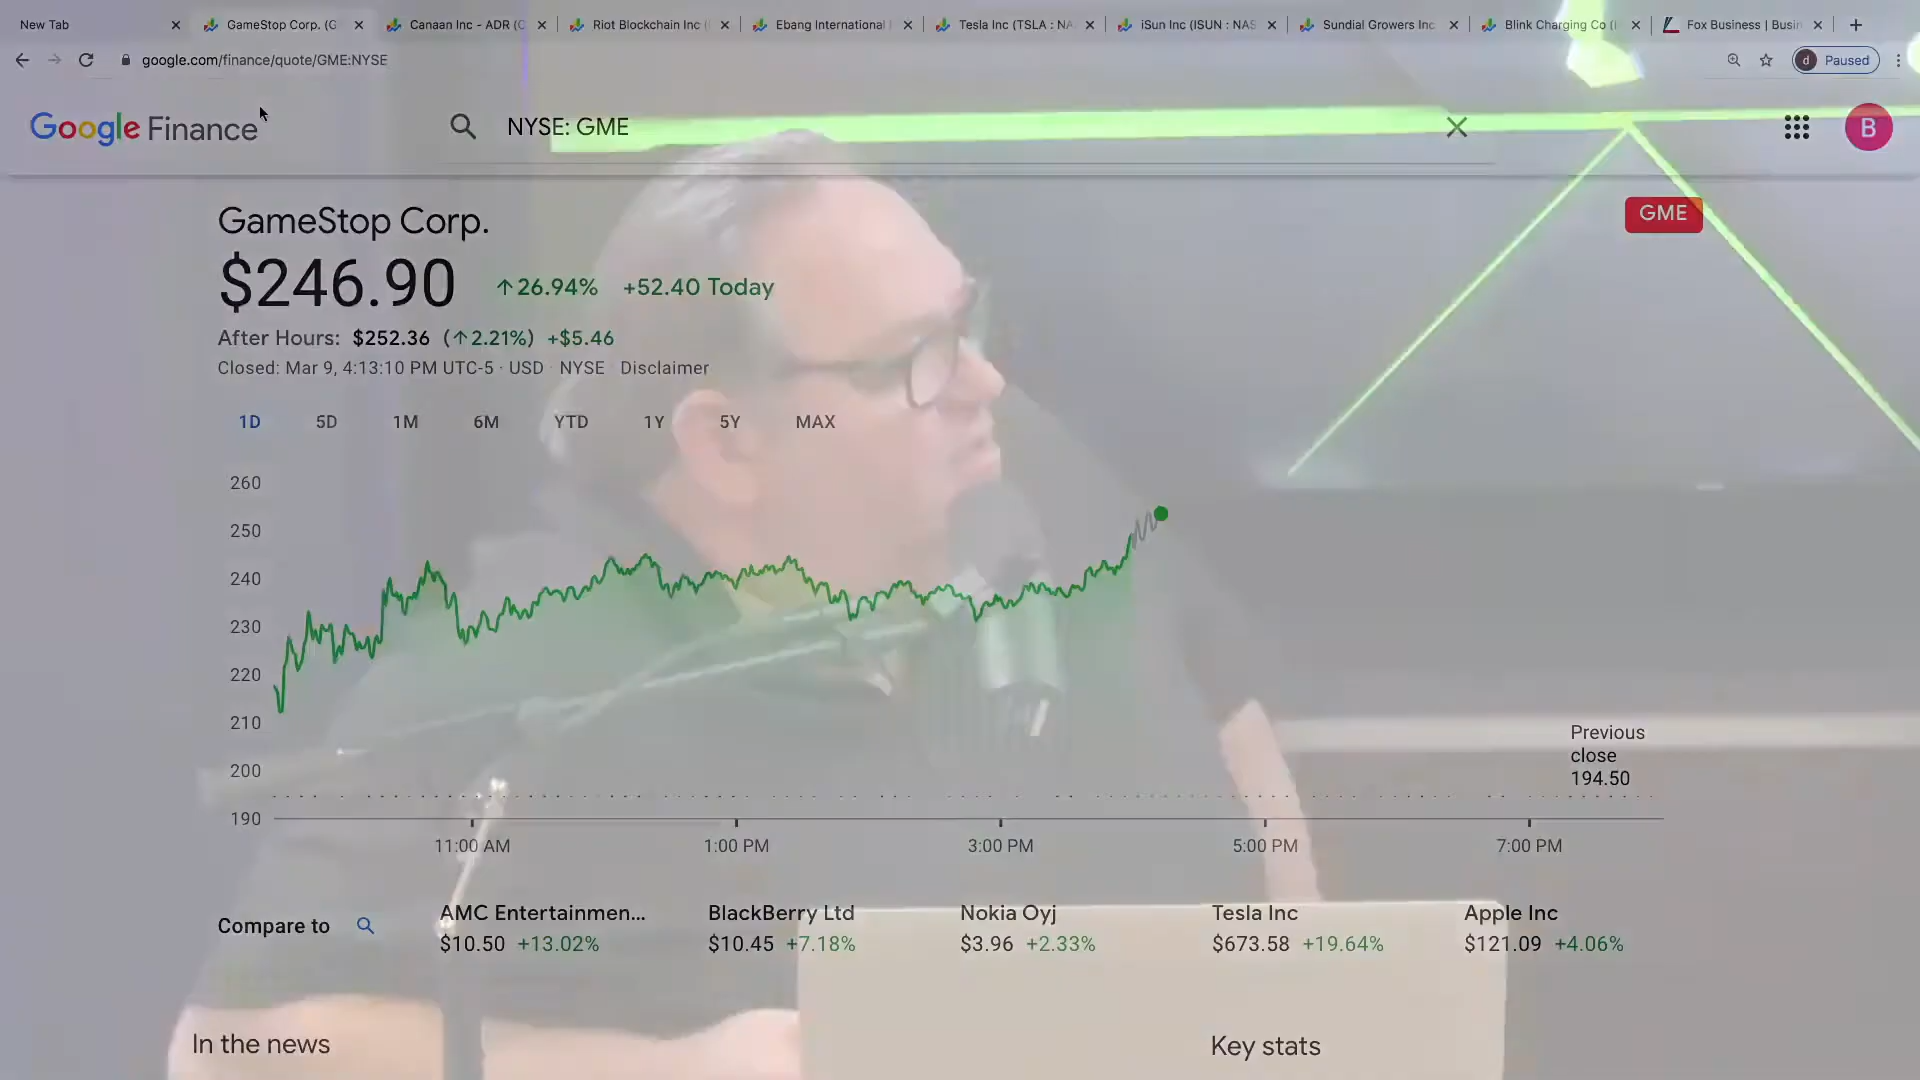 New Tab
GameStop Corp. (G
Canaan Inc - ADR (C
Riot Blockchain Inc (
Ebang International
Tesla Inc (TSLA : NA
iSun Inc (ISUN : NAS
Sundial Growers Inc
Blink Charging Co (
Fox Business | Busin
google.com/finance/quote/GME:NYSE
d Paused
Google Finance
NYSE: GME
B
GameStop Corp.
GME
$246.90 ↑26.94% +52.40 Today
After Hours: $252.36 (↑2.21%) +$5.46
Closed: Mar 9, 4:13:10 PM UTC-5 · USD · NYSE · Disclaimer
1D 5D 1M 6M YTD 1Y 5Y MAX
260
250
240
230
220
210
200
190
Previous
close
194.50
11:00 AM 1:00 PM 3:00 PM 5:00 PM 7:00 PM
Compare to
AMC Entertainmen...
$10.50 +13.02%
BlackBerry Ltd
$10.45 +7.18%
Nokia Oyj
$3.96 +2.33%
Tesla Inc
$673.58 +19.64%
Apple Inc
$121.09 +4.06%
In the news
Key stats